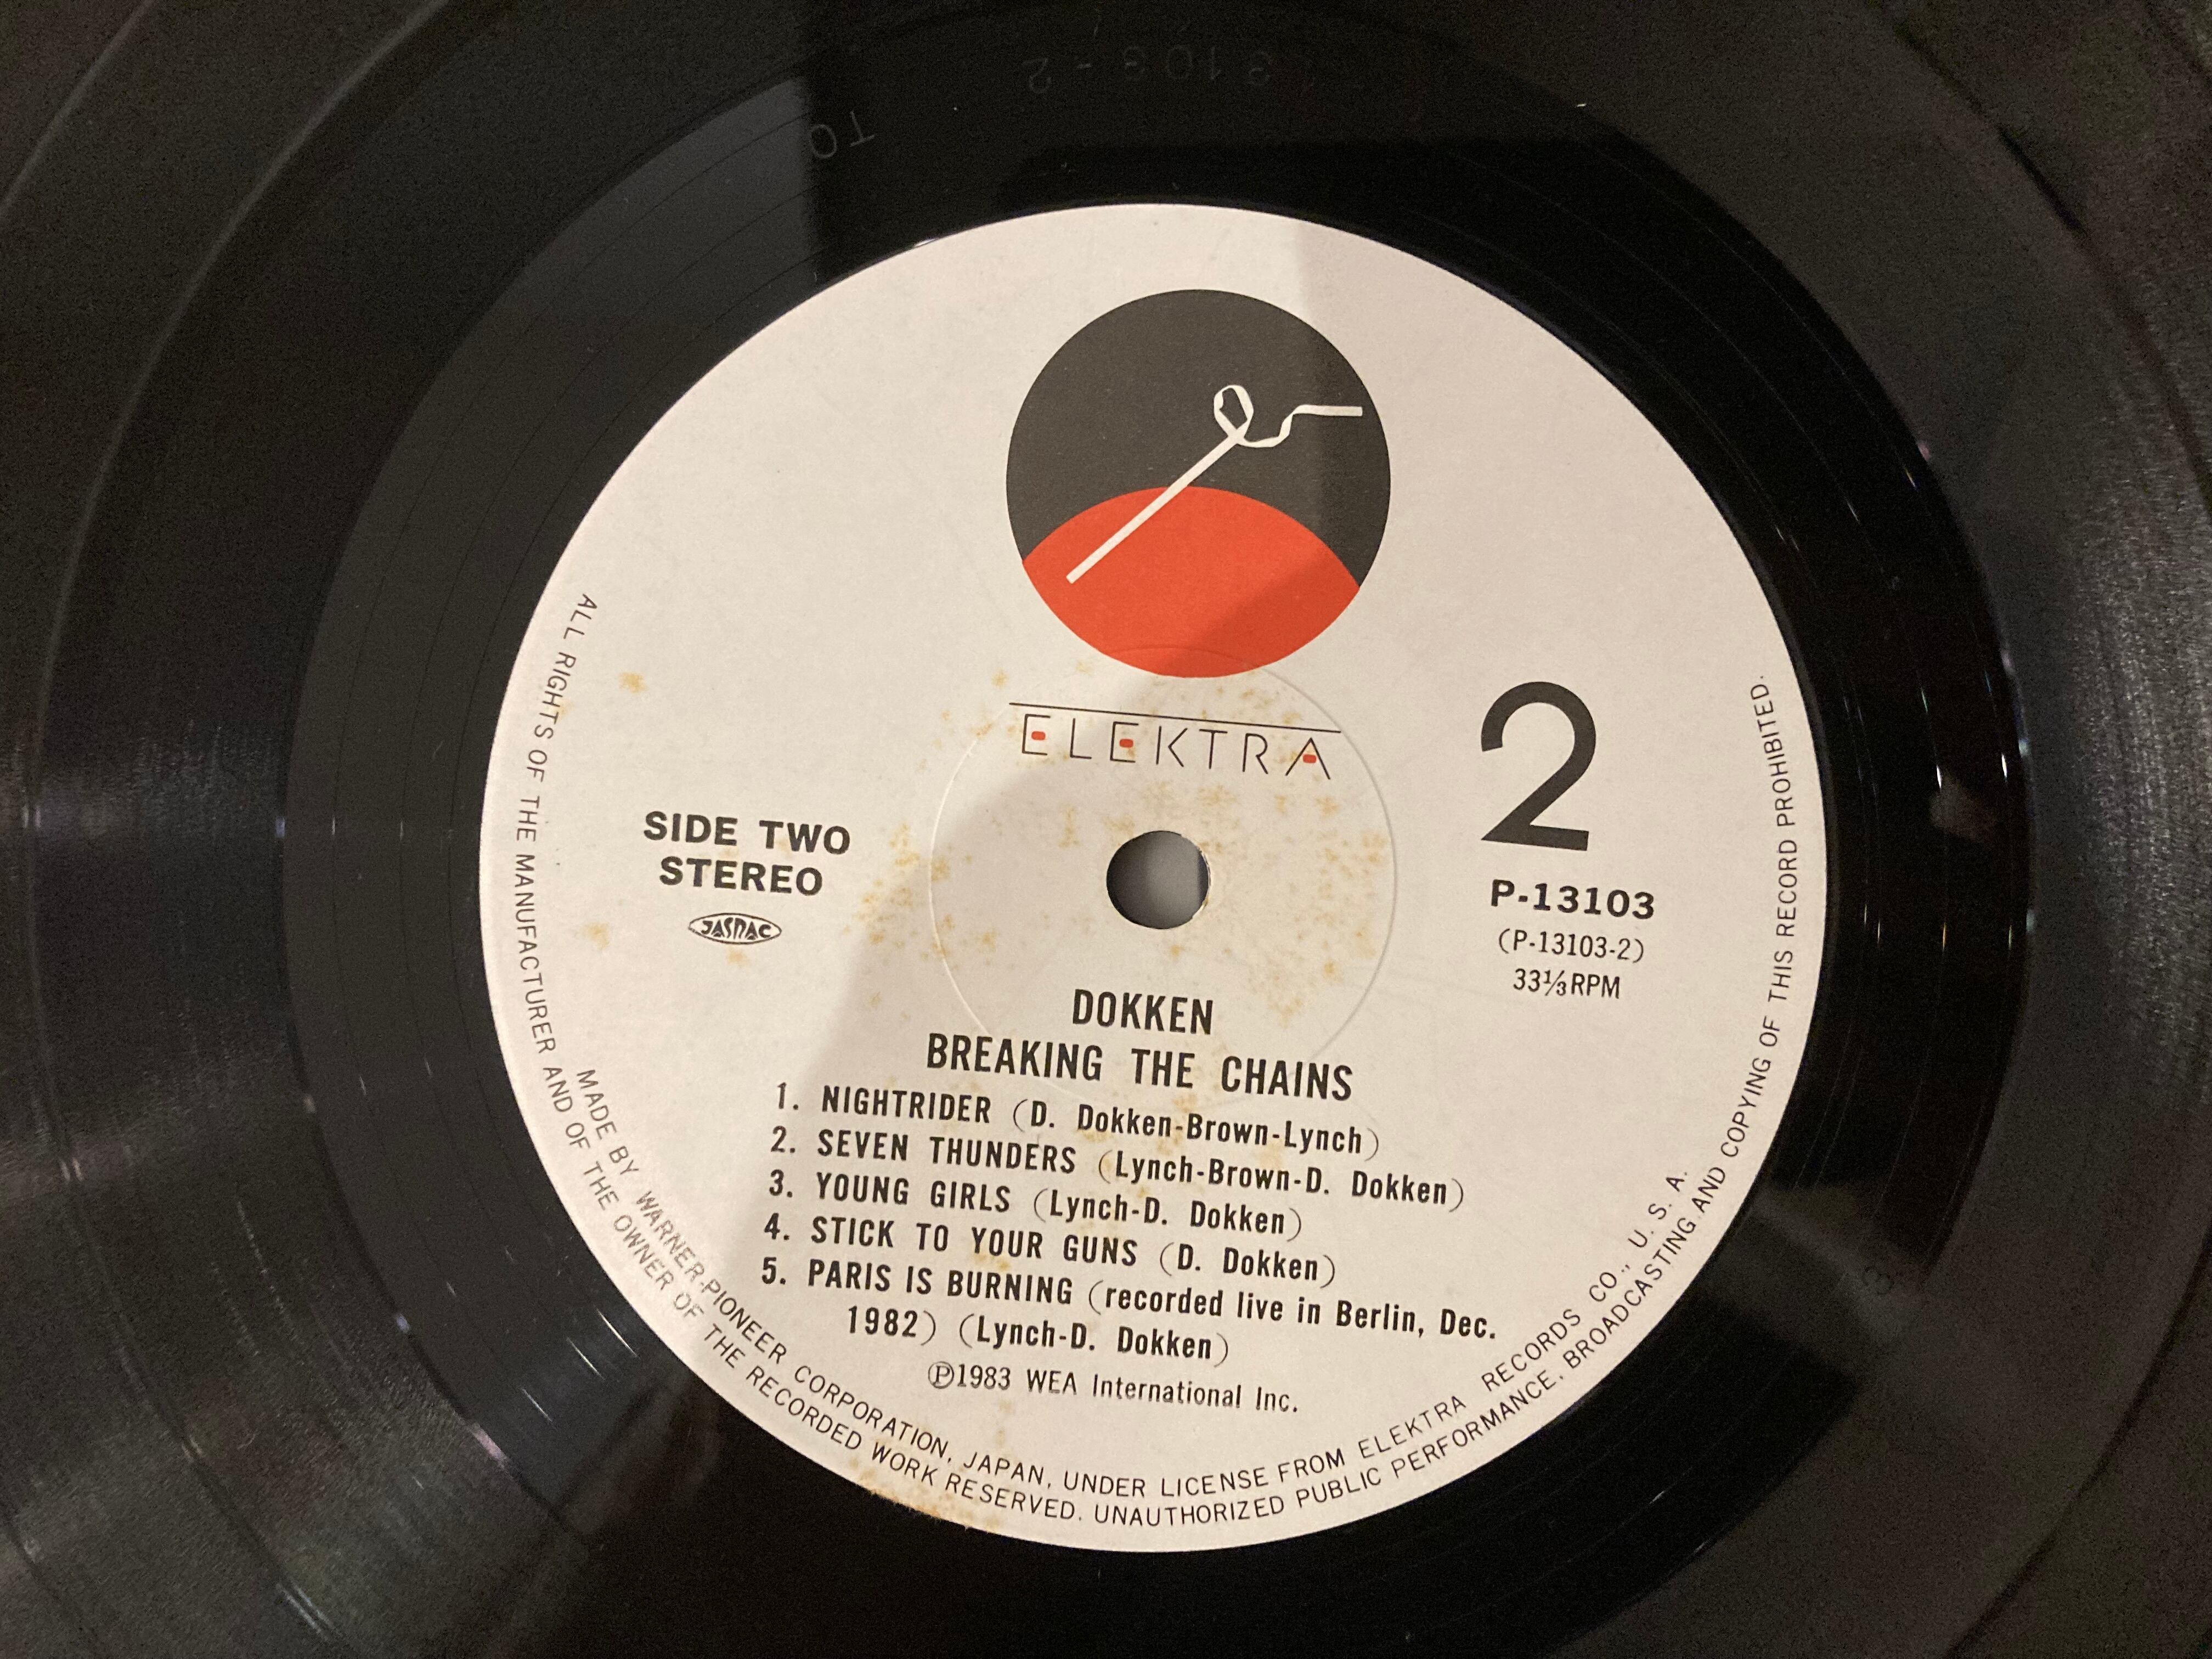 13103-2
TO
ELEKTRA
SIDE TWO
STEREO
JASRAC
2
P-13103
(P-13103-2)
33⅓RPM
DOKKEN
BREAKING THE CHAINS
1. NIGHTRIDER (D. Dokken-Brown-Lynch)
2. SEVEN THUNDERS (Lynch-Brown-D. Dokken)
3. YOUNG GIRLS (Lynch-D. Dokken)
4. STICK TO YOUR GUNS (D. Dokken)
5. PARIS IS BURNING (recorded live in Berlin, Dec.
1982) (Lynch-D. Dokken)
Ⓟ1983 WEA International Inc.
MADE BY WARNER-PIONEER CORPORATION, JAPAN, UNDER LICENSE FROM ELEKTRA RECORDS CO., U. S. A.
ALL RIGHTS OF THE MANUFACTURER AND OF THE OWNER OF THE RECORDED WORK RESERVED. UNAUTHORIZED PUBLIC PERFORMANCE, BROADCASTING AND COPYING OF THIS RECORD PROHIBITED.